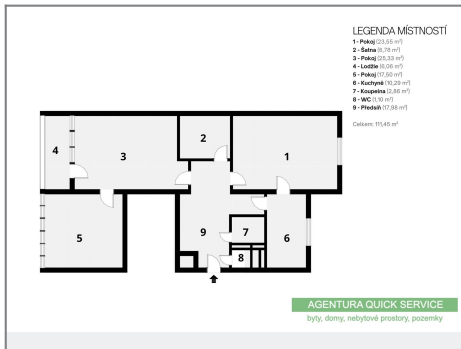 LEGENDA MÍSTNOSTÍ
1 - Pokoj (23,55 m²)
2 - Šatna (6,78 m²)
3 - Pokoj (25,33 m²)
4 - Lodžie (6,06 m²)
5 - Pokoj (17,50 m²)
6 - Kuchyně (10,29 m²)
7 - Koupelna (2,86 m²)
8 - WC (1,10 m²)
9 - Předsíň (17,98 m²)
Celkem: 111,45 m²
2
4
3
1
5
9
7
6
8
AGENTURA QUICK SERVICE
byty, domy, nebytové prostory, pozemky